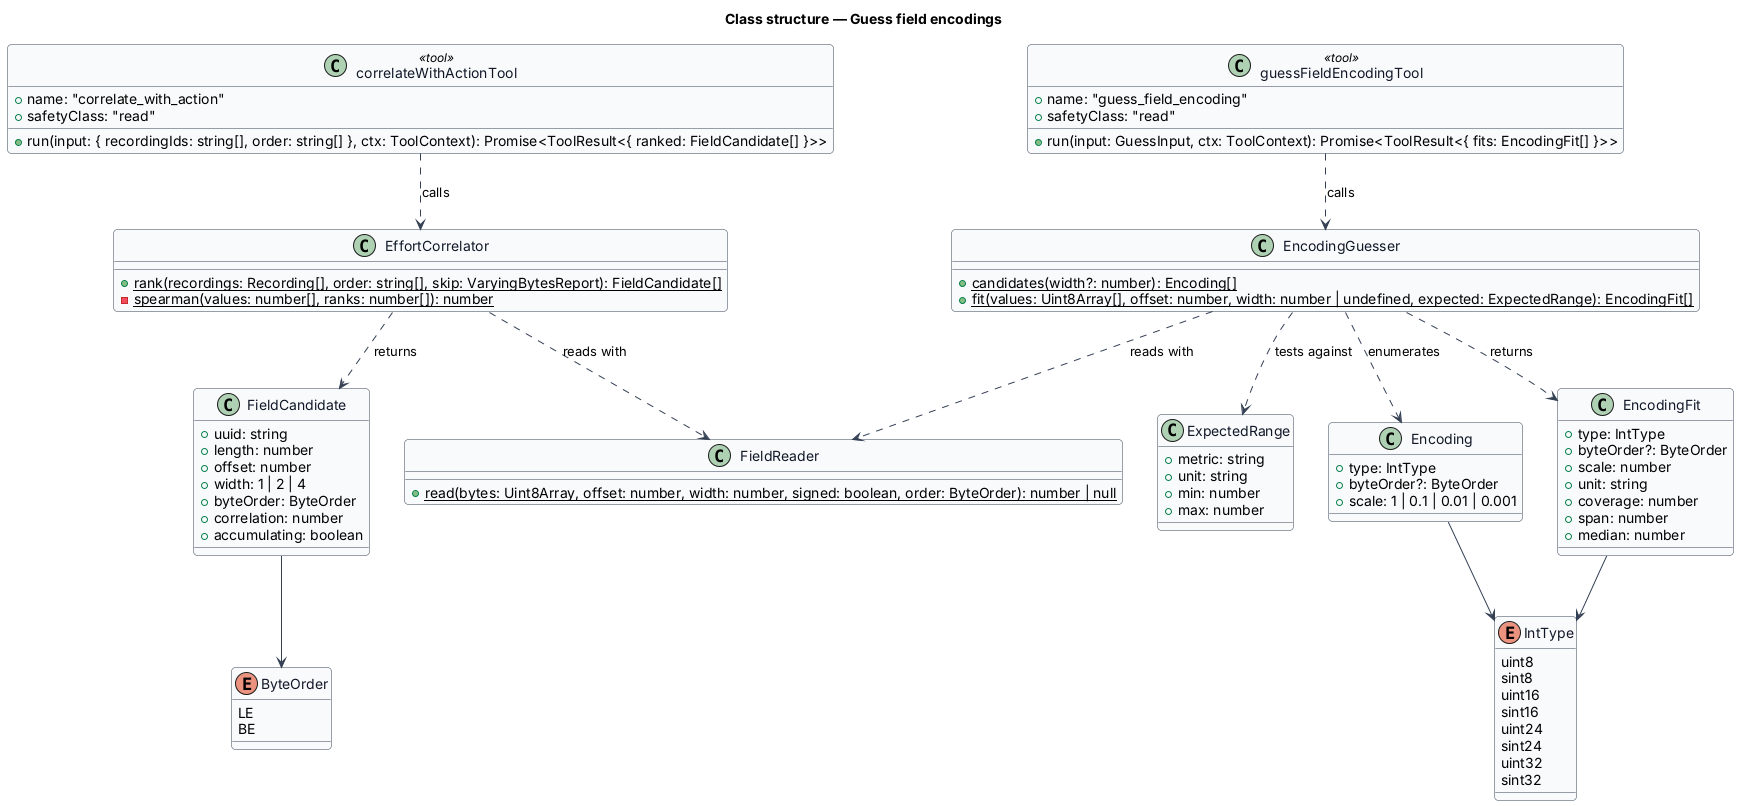 Class structure — Guess field encodings
C
«tool»
correlateWithActionTool
name: "correlate_with_action"
safetyClass: "read"
run(input: { recordingIds: string[], order: string[] }, ctx: ToolContext): Promise<ToolResult<{ ranked: FieldCandidate[] }>>
C
«tool»
guessFieldEncodingTool
name: "guess_field_encoding"
safetyClass: "read"
run(input: GuessInput, ctx: ToolContext): Promise<ToolResult<{ fits: EncodingFit[] }>>
calls
calls
C EffortCorrelator
rank(recordings: Recording[], order: string[], skip: VaryingBytesReport): FieldCandidate[]
spearman(values: number[], ranks: number[]): number
C EncodingGuesser
candidates(width?: number): Encoding[]
fit(values: Uint8Array[], offset: number, width: number | undefined, expected: ExpectedRange): EncodingFit[]
returns
reads with
reads with
tests against
enumerates
returns
C FieldCandidate
uuid: string
length: number
offset: number
width: 1 | 2 | 4
byteOrder: ByteOrder
correlation: number
accumulating: boolean
C FieldReader
read(bytes: Uint8Array, offset: number, width: number, signed: boolean, order: ByteOrder): number | null
C ExpectedRange
metric: string
unit: string
min: number
max: number
C Encoding
type: IntType
byteOrder?: ByteOrder
scale: 1 | 0.1 | 0.01 | 0.001
C EncodingFit
type: IntType
byteOrder?: ByteOrder
scale: number
unit: string
coverage: number
span: number
median: number
E ByteOrder
LE
BE
E IntType
uint8
sint8
uint16
sint16
uint24
sint24
uint32
sint32